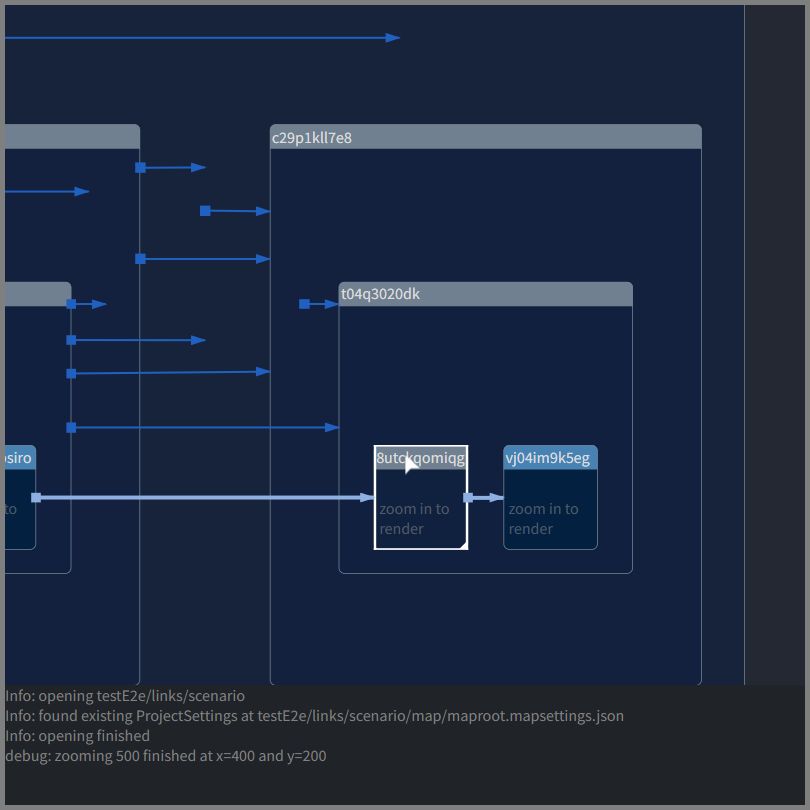 c29p1kll7e8
t04q3020dk
siro
vj04im9k5eg
to
zoom in to
render
zoom in to
render
Info: opening testE2e/links/scenario
Info: found existing ProjectSettings at testE2e/links/scenario/map/maproot.mapsettings.json
Info: opening finished
debug: zooming 500 finished at x=400 and y=200